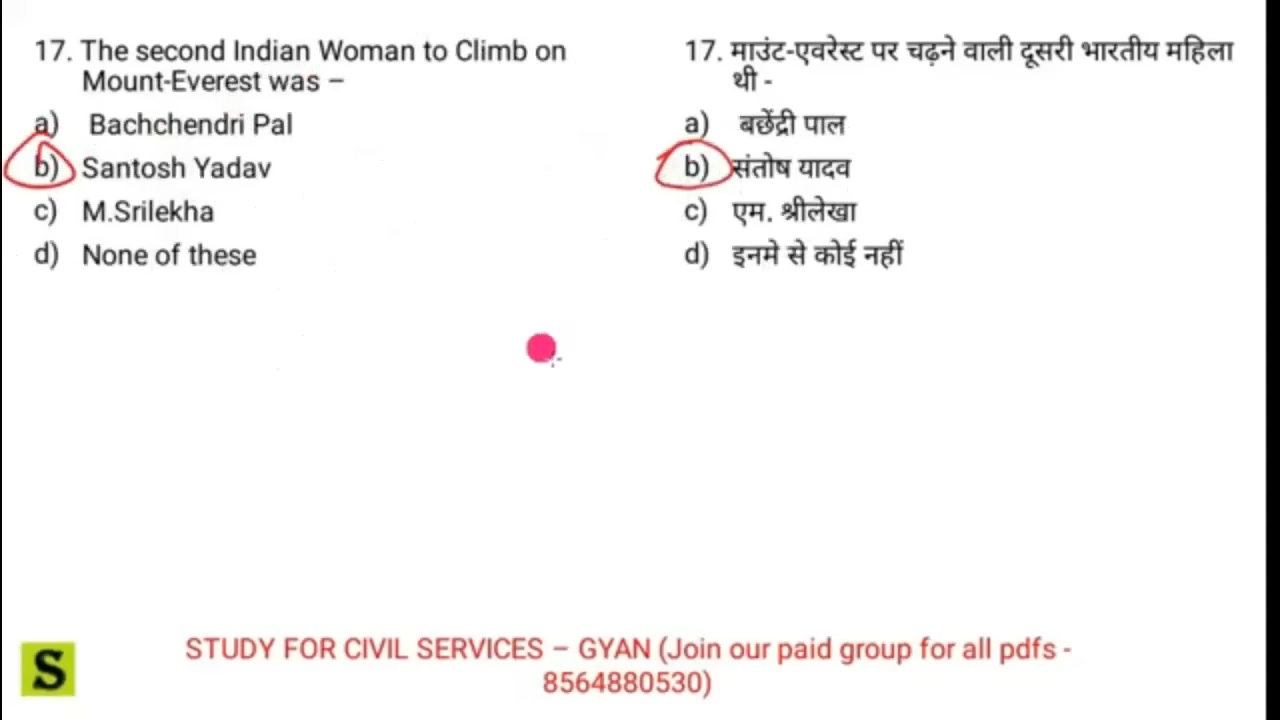 17. The second Indian Woman to Climb on
Mount-Everest was –
a) Bachchendri Pal
b) Santosh Yadav
c) M.Srilekha
d) None of these
17. माउंट-एवरेस्ट पर चढ़ने वाली दूसरी भारतीय महिला
थी -
a) बछेंद्री पाल
b) संतोष यादव
c) एम. श्रीलेखा
d) इनमे से कोई नहीं
S
STUDY FOR CIVIL SERVICES – GYAN (Join our paid group for all pdfs -
8564880530)